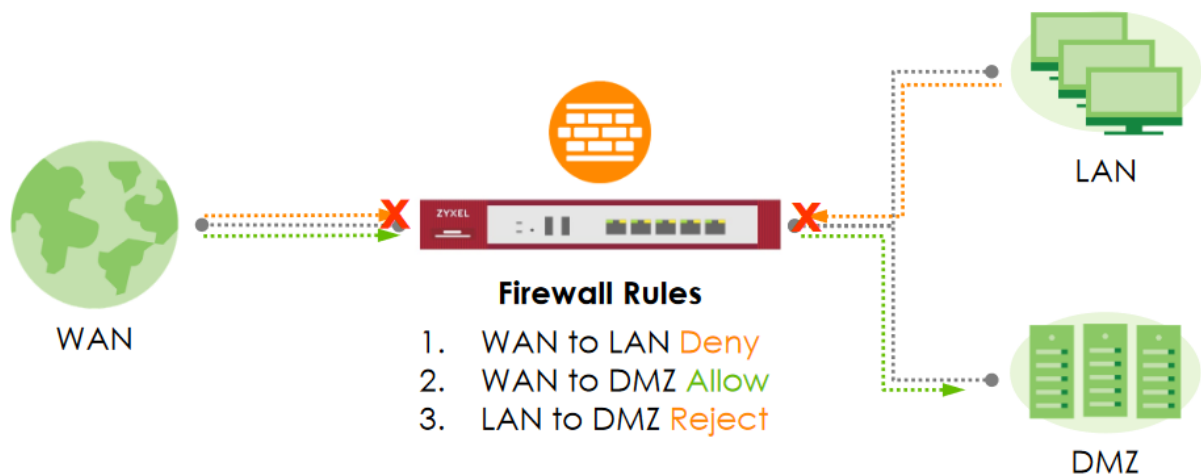 ZYXEL
LAN
WAN
Firewall Rules
1. WAN to LAN Deny
2. WAN to DMZ Allow
3. LAN to DMZ Reject
DMZ